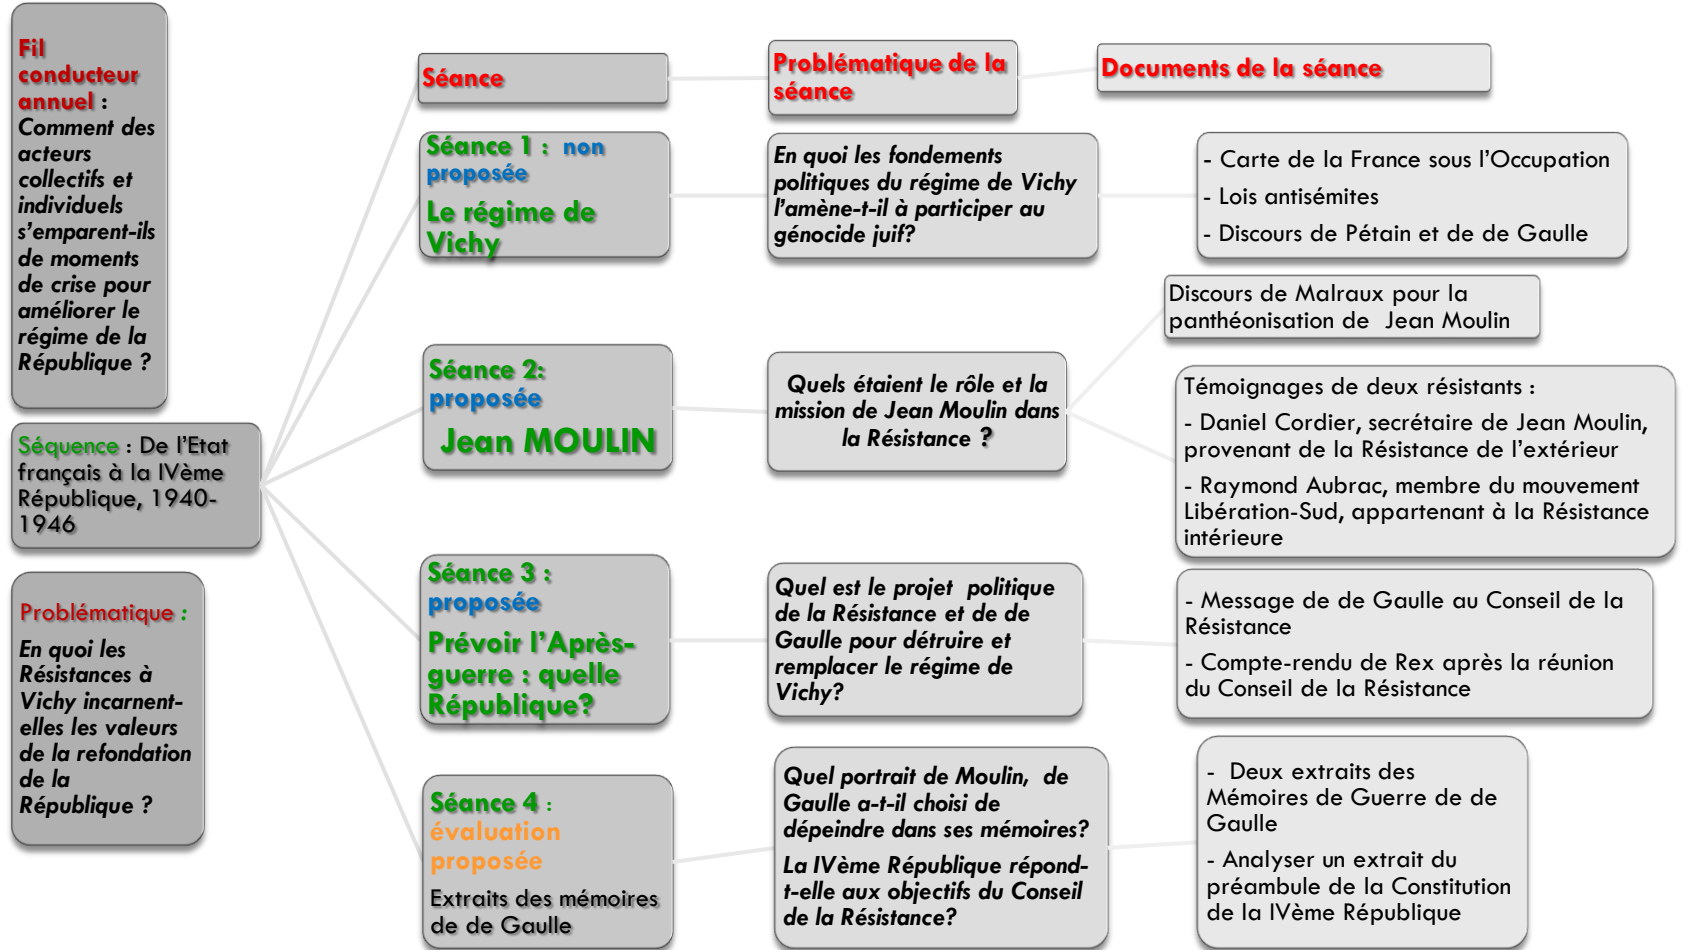 Fil
conducteur
annuel :
Comment des
acteurs
collectifs et
individuels
s'emparent-ils
de moments
de crise pour
améliorer le
régime de la
République ?
Séquence : De l'Etat
français à la IVème
République, 1940-
1946
Problématique :
En quoi les
Résistances à
Vichy incarnent-
elles les valeurs
de la refondation
de la
République ?
Séance
Problématique de la
séance
Documents de la séance
Séance 1 : non
proposée
Le régime de
Vichy
En quoi les fondements
politiques du régime de Vichy
l'amène-t-il à participer au
génocide juif?
- Carte de la France sous l'Occupation
- Lois antisémites
- Discours de Pétain et de de Gaulle
Séance 2:
proposée
Jean MOULIN
Quels étaient le rôle et la
mission de Jean Moulin dans
la Résistance ?
Discours de Malraux pour la
panthéonisation de Jean Moulin
Témoignages de deux résistants :
- Daniel Cordier, secrétaire de Jean Moulin,
provenant de la Résistance de l'extérieur
- Raymond Aubrac, membre du mouvement
Libération-Sud, appartenant à la Résistance
intérieure
Séance 3 :
proposée
Prévoir l'Après-
guerre : quelle
République?
Quel est le projet politique
de la Résistance et de de
Gaulle pour détruire et
remplacer le régime de
Vichy?
- Message de de Gaulle au Conseil de la
Résistance
- Compte-rendu de Rex après la réunion
du Conseil de la Résistance
Séance 4 :
évaluation
proposée
Extraits des mémoires
de de Gaulle
Quel portrait de Moulin, de
Gaulle a-t-il choisi de
dépeindre dans ses mémoires?
La IVème République répond-
t-elle aux objectifs du Conseil
de la Résistance?
- Deux extraits des
Mémoires de Guerre de de
Gaulle
- Analyser un extrait du
préambule de la Constitution
de la IVème République